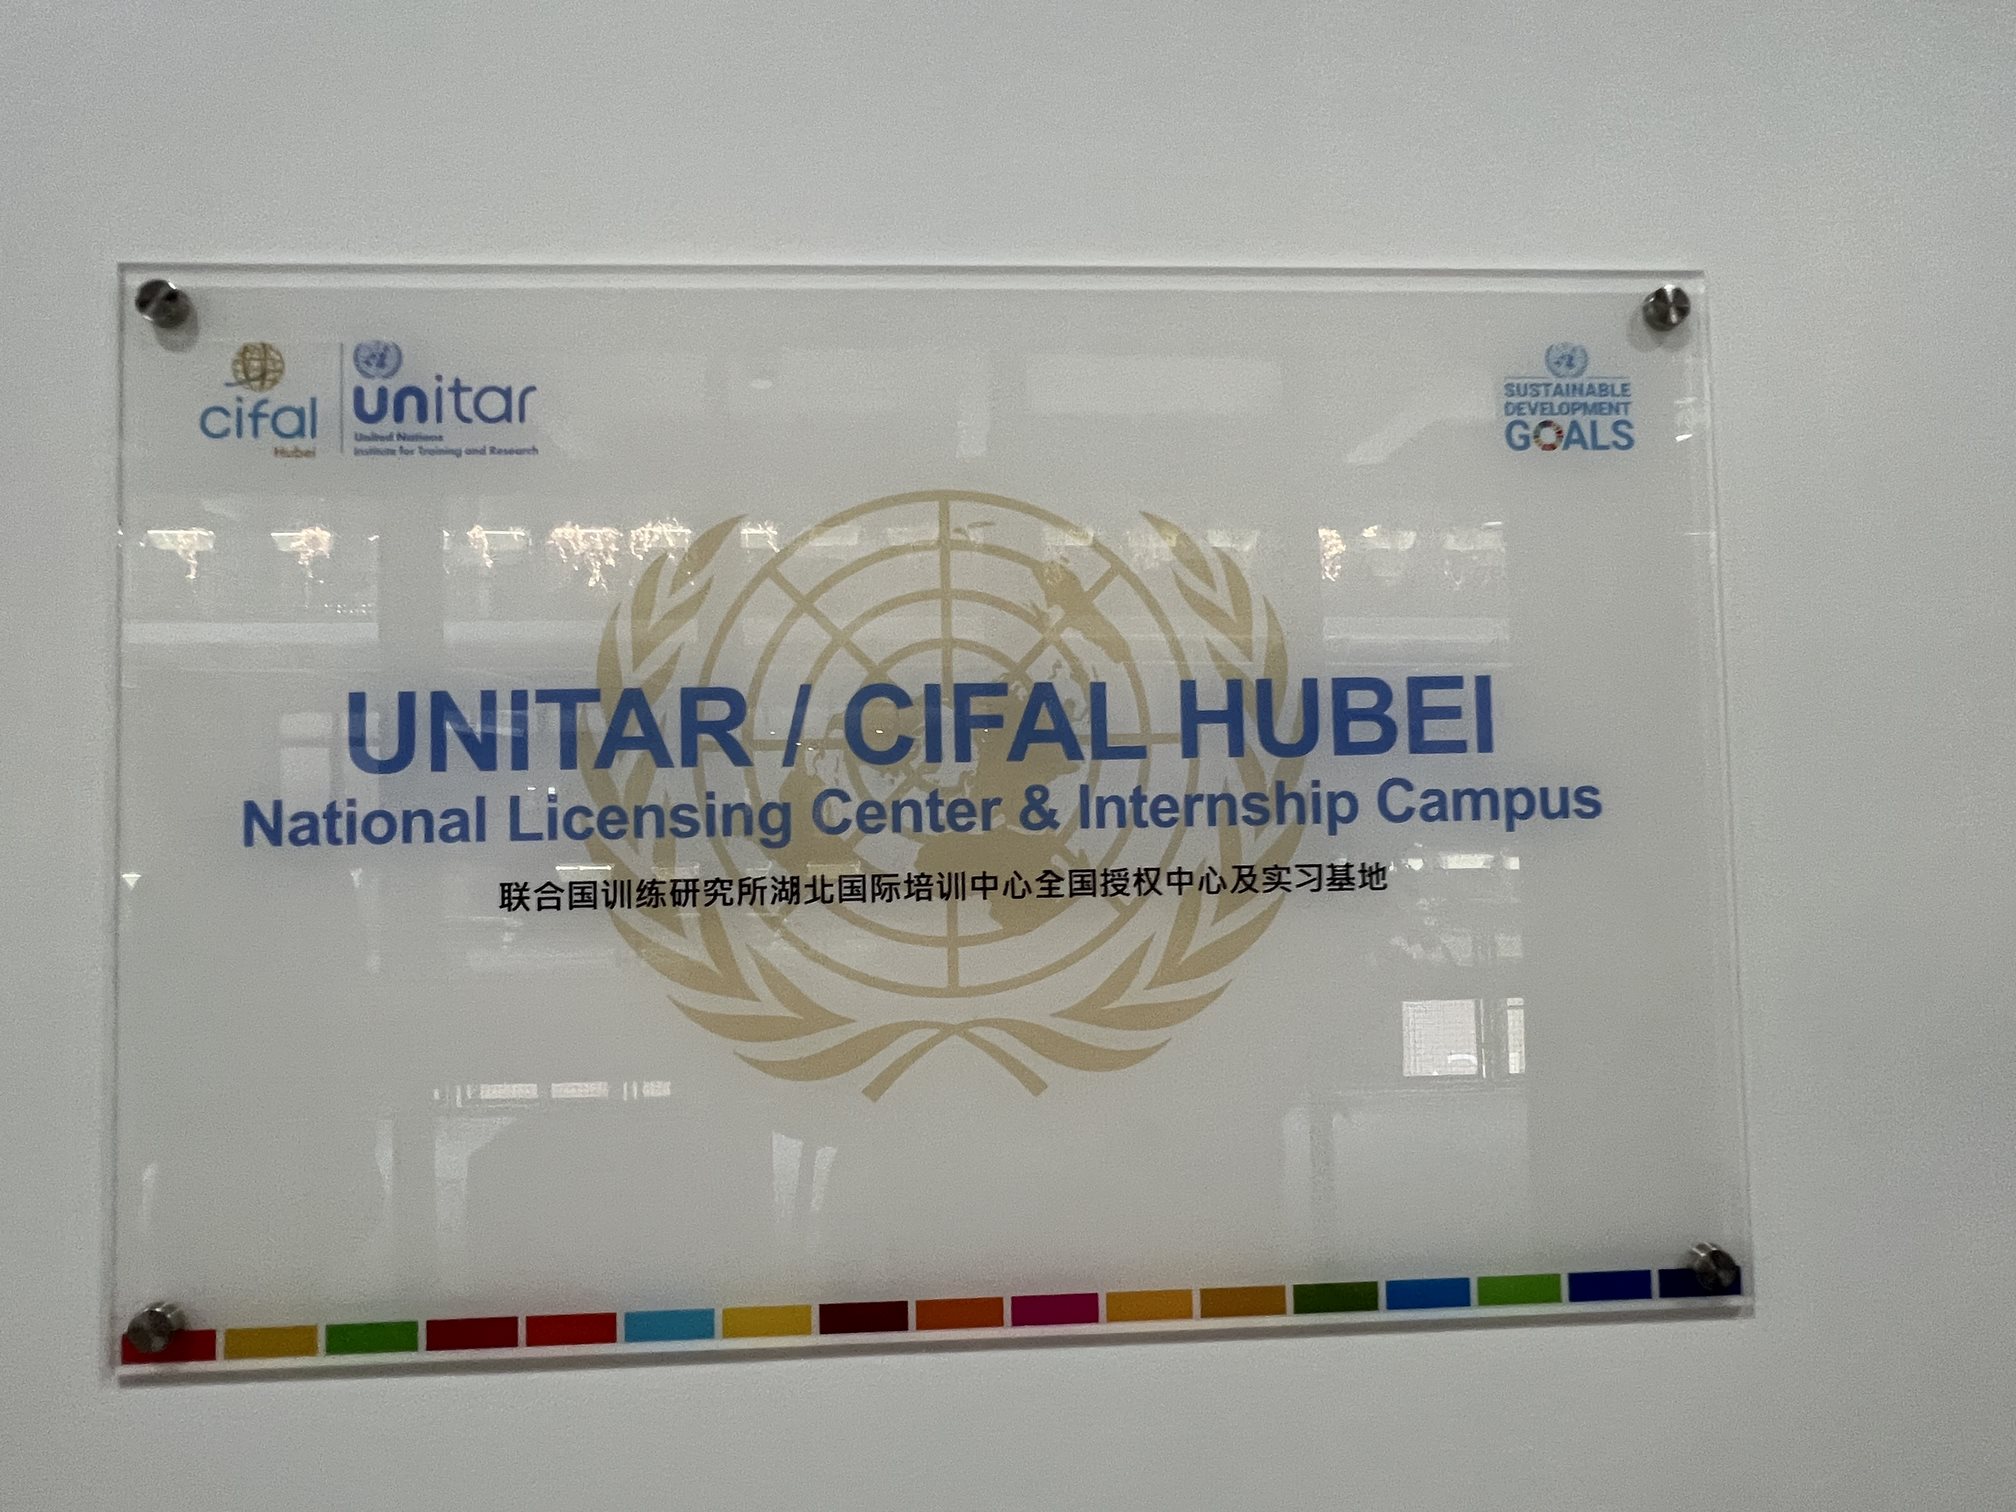 cifal
Hubei
unitar
United Nations
Institute for Training and Research
SUSTAINABLE
DEVELOPMENT
GOALS
UNITAR / CIFAL HUBEI
National Licensing Center & Internship Campus
联合国训练研究所湖北国际培训中心全国授权中心及实习基地